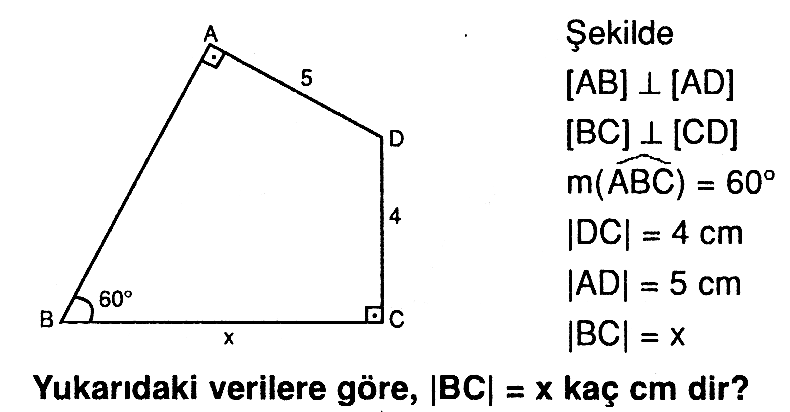 A
5
D
4
B
60°
C
x
Şekilde
[AB] ⊥ [AD]
[BC] ⊥ [CD]
m(ABC) = 60°
|DC| = 4 cm
|AD| = 5 cm
|BC| = x
Yukarıdaki verilere göre, |BC| = x kaç cm dir?